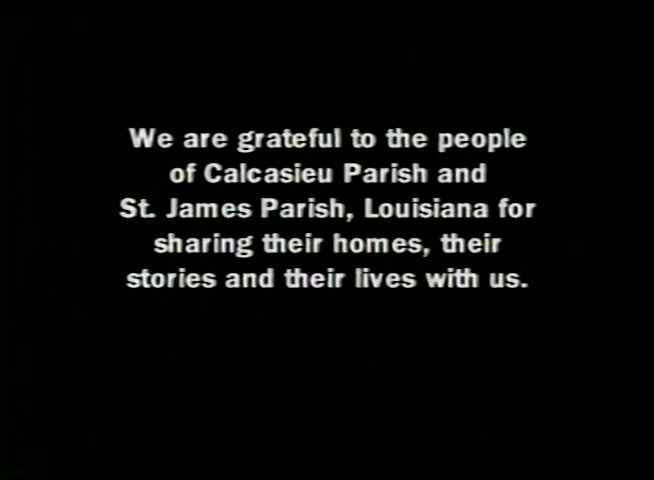 We are grateful to the people
of Calcasieu Parish and
St. James Parish, Louisiana for
sharing their homes, their
stories and their lives with us.